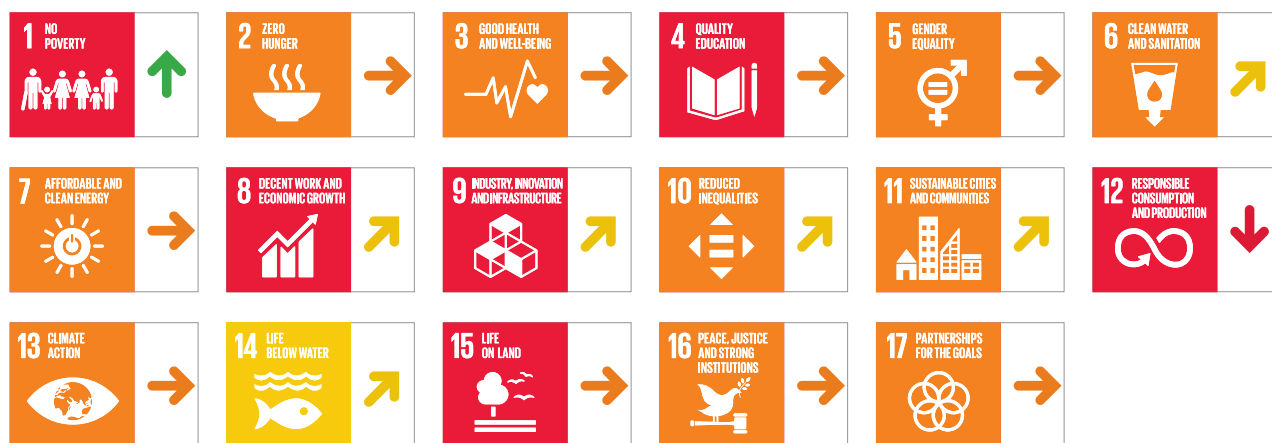 1 NO
POVERTY
2 ZERO
HUNGER
3 GOOD HEALTH
AND WELL-BEING
4 QUALITY
EDUCATION
5 GENDER
EQUALITY
6 CLEAN WATER
AND SANITATION
7 AFFORDABLE AND
CLEAN ENERGY
8 DECENT WORK AND
ECONOMIC GROWTH
9 INDUSTRY, INNOVATION
AND INFRASTRUCTURE
10 REDUCED
INEQUALITIES
11 SUSTAINABLE CITIES
AND COMMUNITIES
12 RESPONSIBLE
CONSUMPTION
AND PRODUCTION
13 CLIMATE
ACTION
14 LIFE
BELOW WATER
15 LIFE
ON LAND
16 PEACE, JUSTICE
AND STRONG
INSTITUTIONS
17 PARTNERSHIPS
FOR THE GOALS